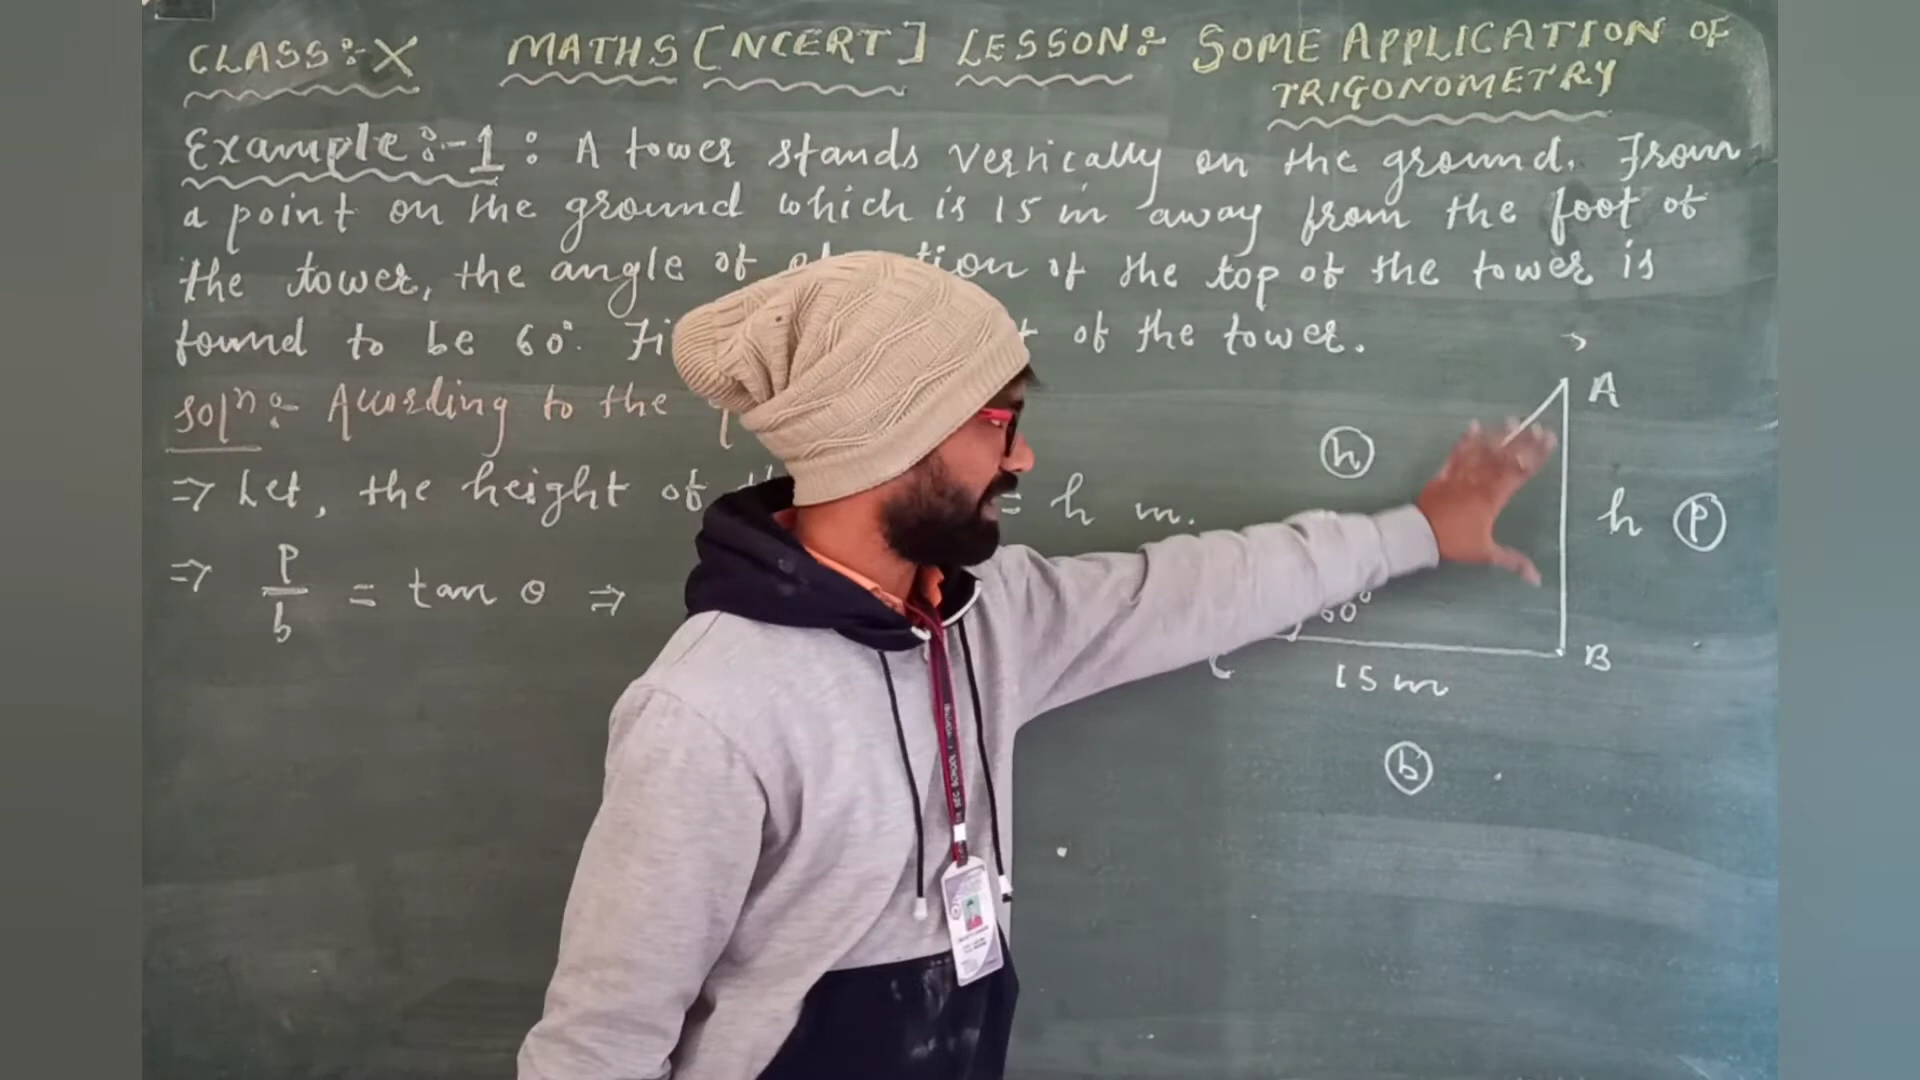 CLASS:-X MATHS [NCERT] LESSON:- SOME APPLICATION OF
TRIGONOMETRY
Example:-1: A tower stands vertically on the ground. From
a point on the ground which is 15 m away from the foot of
the tower, the angle of of the top of the tower is
found to be 60°. of the tower.
Solⁿ:- Acording to the
⇒ Let, the height of = h m.
⇒ p/b = tan θ ⇒
A
h
h p
60°
C B
15 m
b